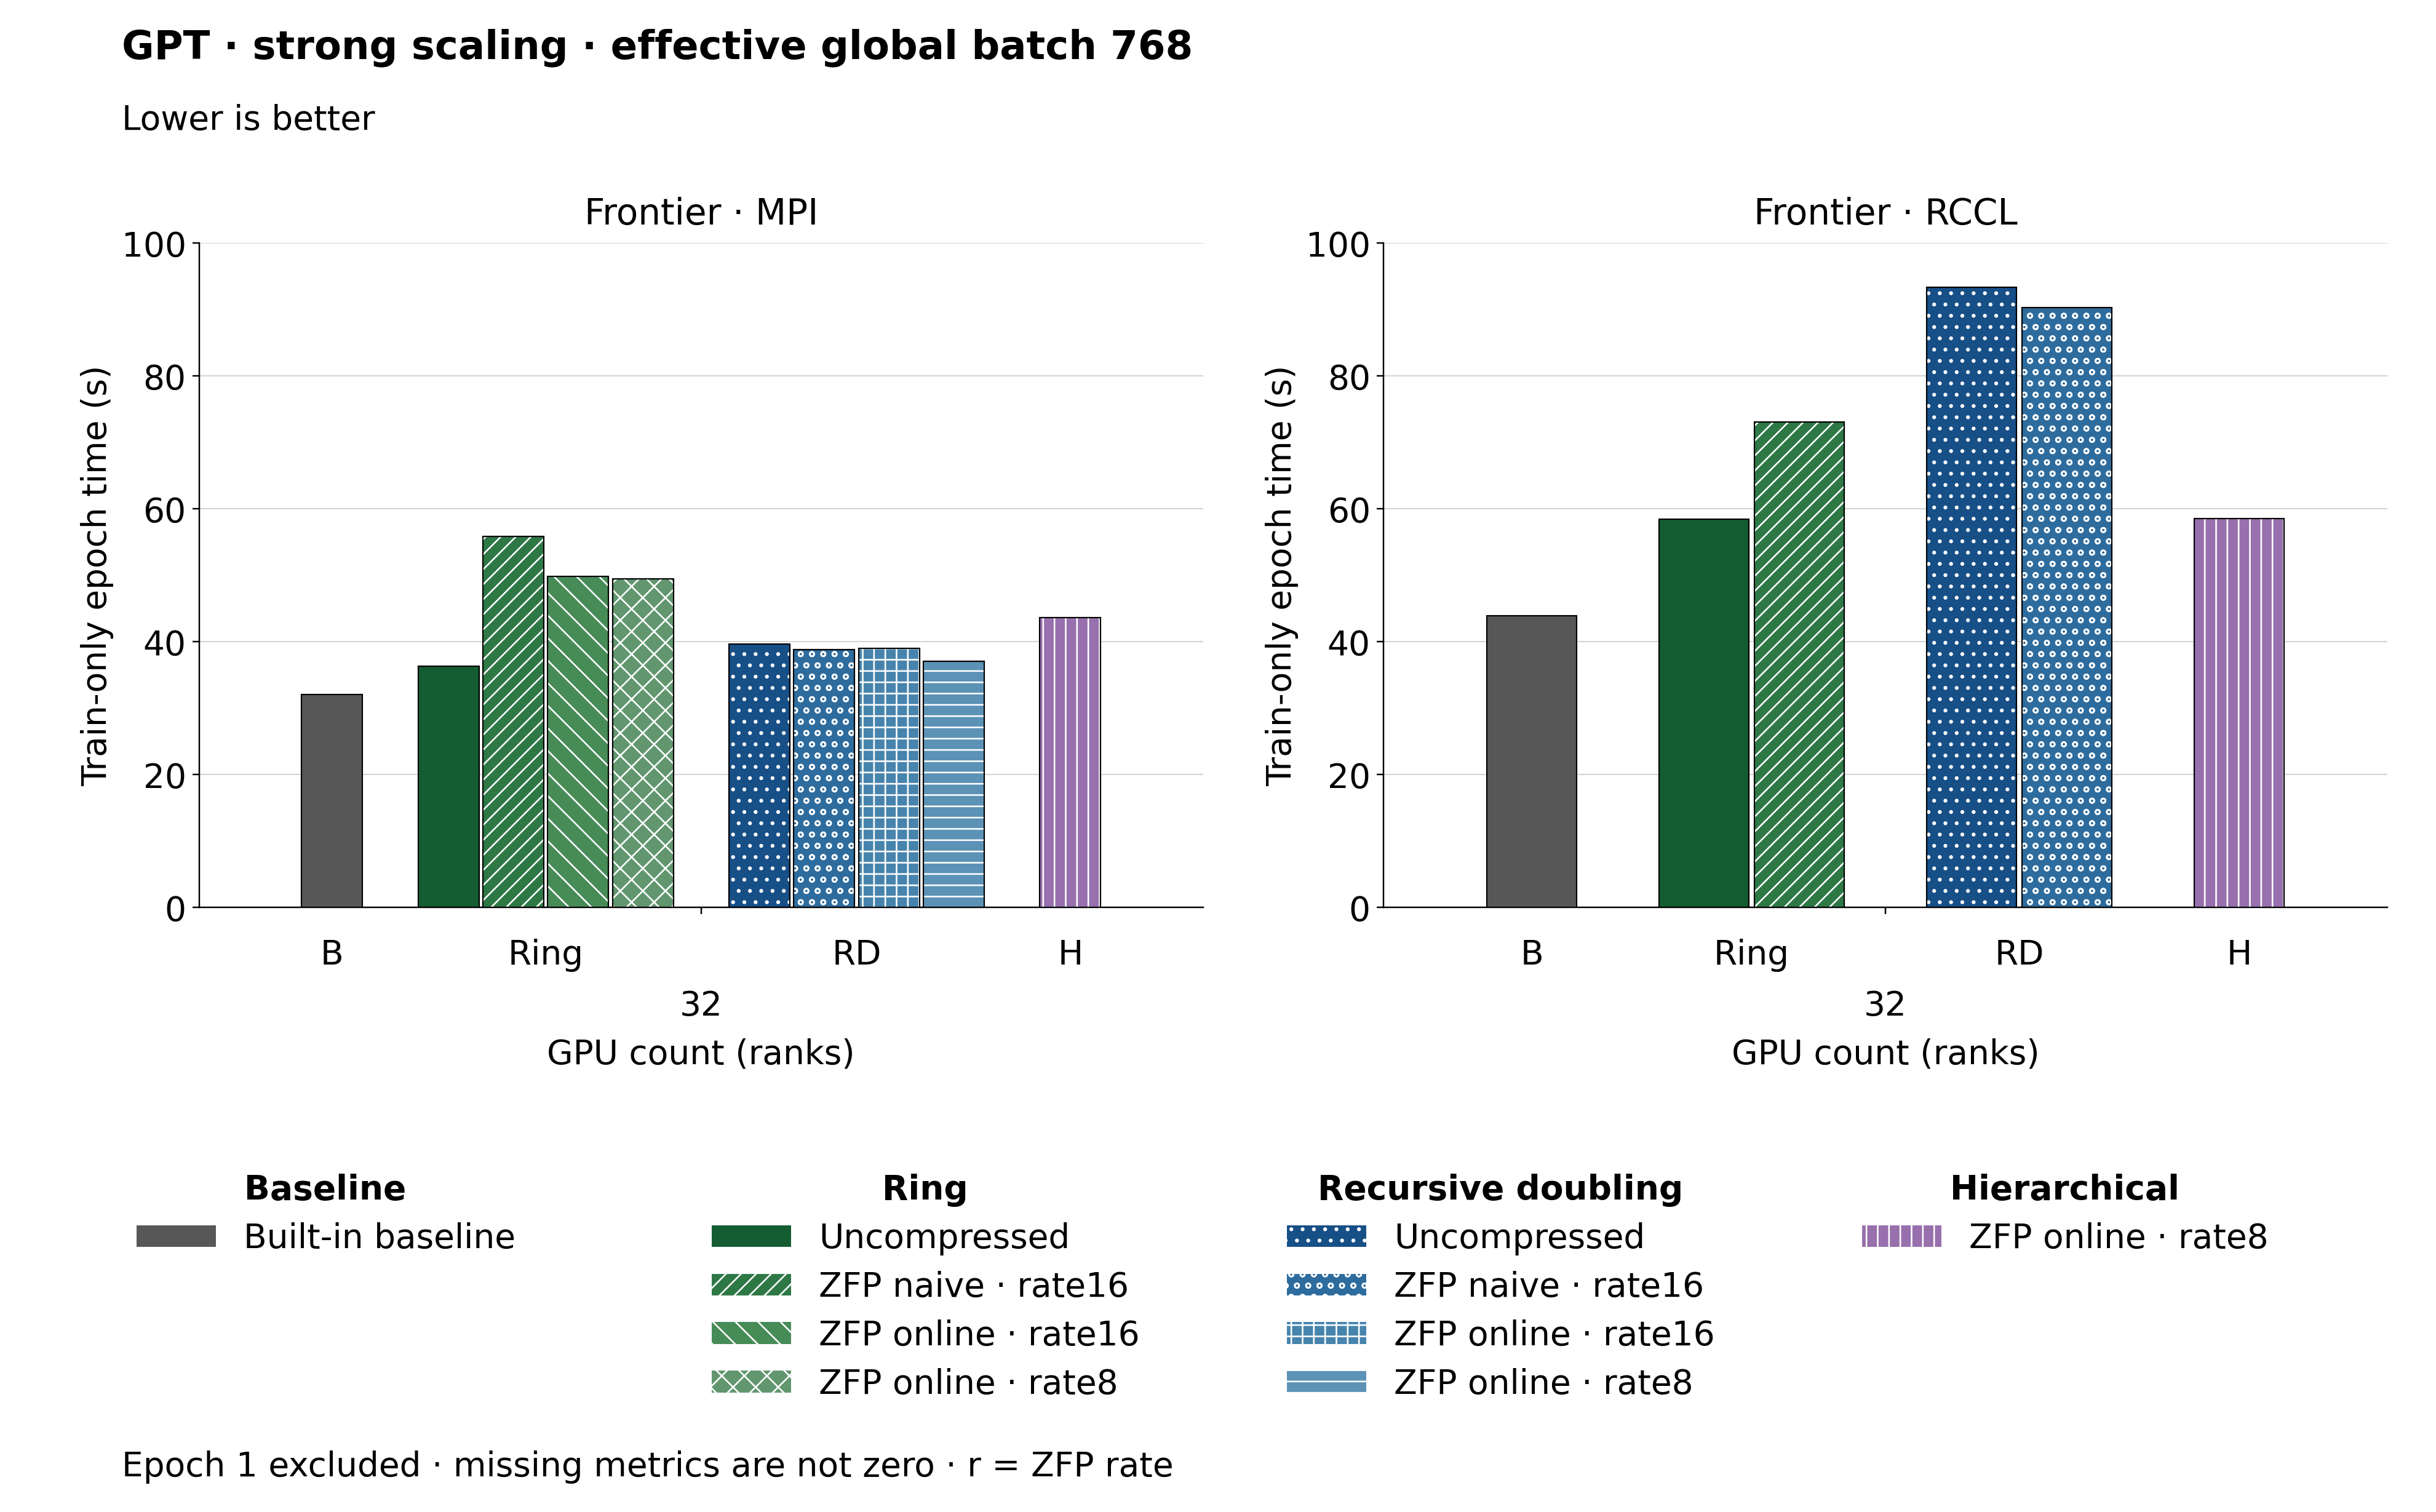 GPT · strong scaling · effective global batch 768
Lower is better
Frontier · MPI
Train-only epoch time (s)
100
80
60
40
20
0
B Ring RD H
32
GPU count (ranks)
Frontier · RCCL
Train-only epoch time (s)
100
80
60
40
20
0
B Ring RD H
32
GPU count (ranks)
Baseline
Built-in baseline
Ring
Uncompressed
ZFP naive · rate16
ZFP online · rate16
ZFP online · rate8
Recursive doubling
Uncompressed
ZFP naive · rate16
ZFP online · rate16
ZFP online · rate8
Hierarchical
ZFP online · rate8
Epoch 1 excluded · missing metrics are not zero · r = ZFP rate